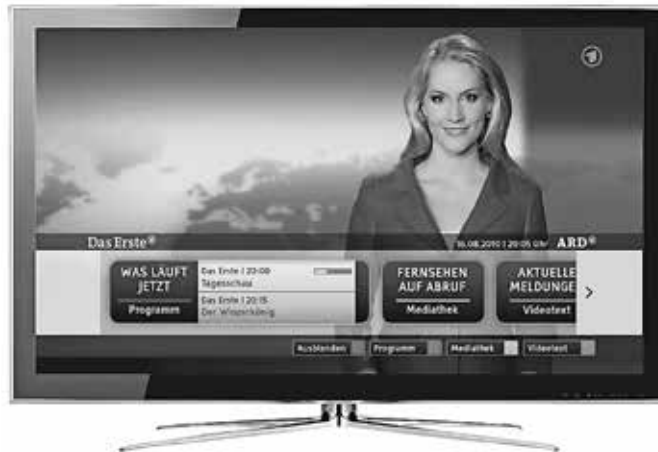 Das Erste
16.08.2010 | 20:05 Uhr ARD
WAS LÄUFT
JETZT
Programm
Das Erste | 20:00
Tagesschau
Das Erste | 20:15
Der Winzerkönig
FERNSEHEN
AUF ABRUF
Mediathek
AKTUELLE
MELDUNGE
Videotext
Ausblenden Programm Mediathek Videotext